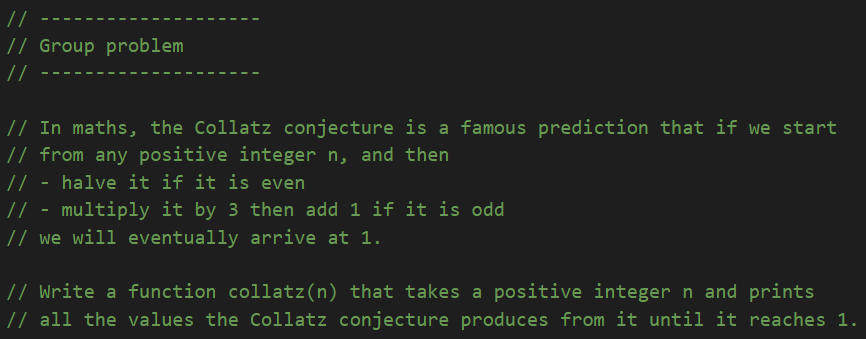 // --------------------
// Group problem
// --------------------
// In maths, the Collatz conjecture is a famous prediction that if we start
// from any positive integer n, and then
// - halve it if it is even
// - multiply it by 3 then add 1 if it is odd
// we will eventually arrive at 1.
// Write a function collatz(n) that takes a positive integer n and prints
// all the values the Collatz conjecture produces from it until it reaches 1.